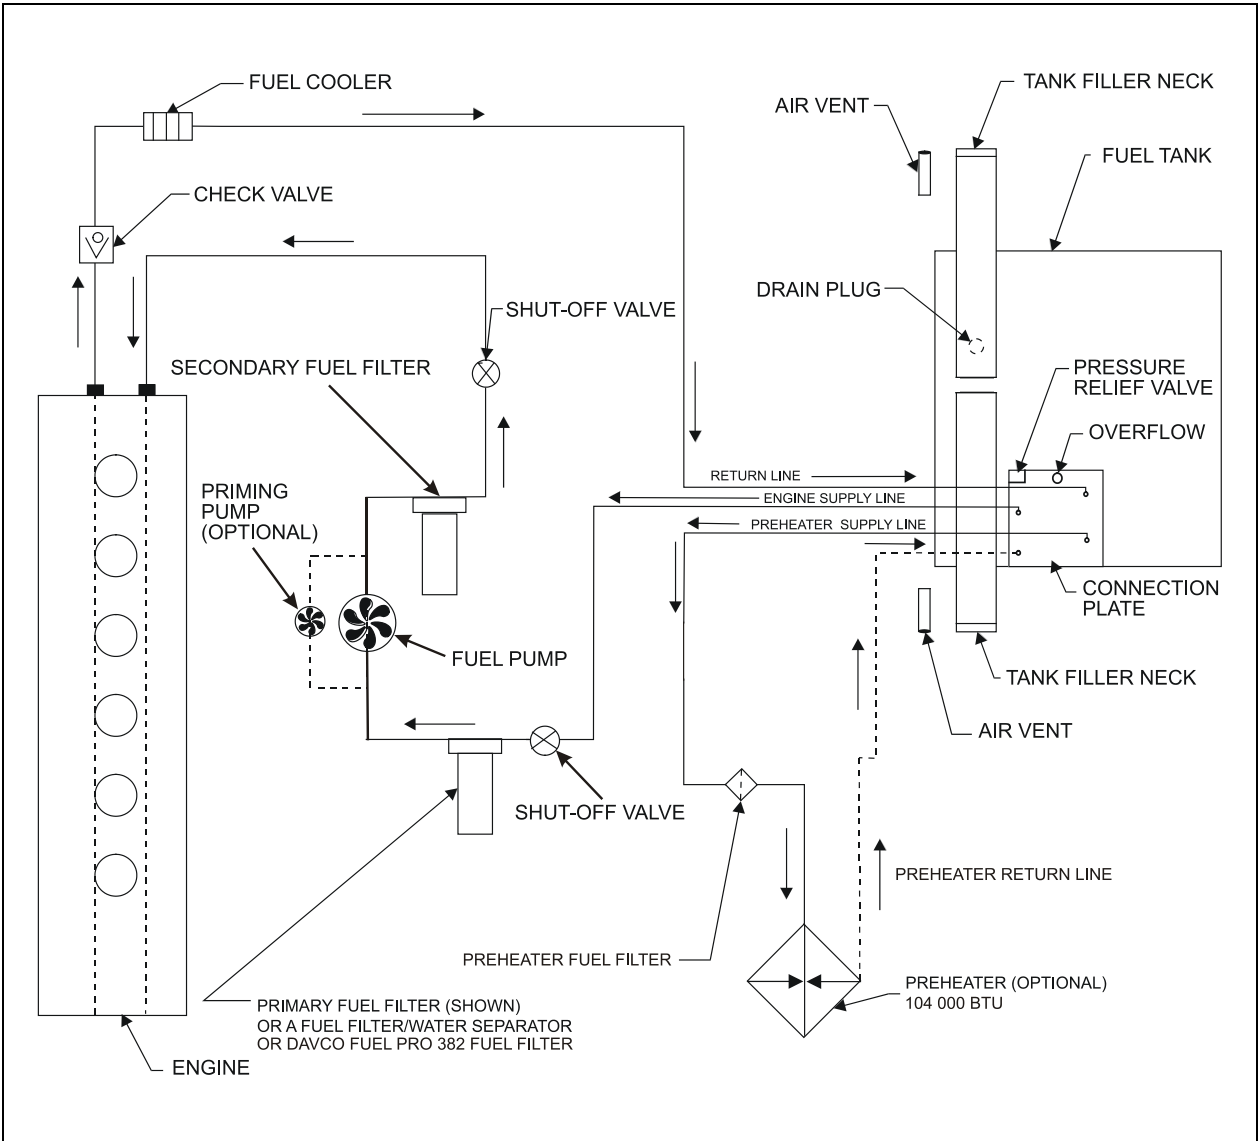 FUEL COOLER
TANK FILLER NECK
AIR VENT
FUEL TANK
CHECK VALVE
DRAIN PLUG
SHUT-OFF VALVE
SECONDARY FUEL FILTER
PRESSURE
RELIEF VALVE
OVERFLOW
RETURN LINE
PRIMING
PUMP
(OPTIONAL)
ENGINE SUPPLY LINE
PREHEATER SUPPLY LINE
CONNECTION
PLATE
FUEL PUMP
TANK FILLER NECK
AIR VENT
SHUT-OFF VALVE
PREHEATER RETURN LINE
PREHEATER FUEL FILTER
PREHEATER (OPTIONAL)
104 000 BTU
PRIMARY FUEL FILTER (SHOWN)
OR A FUEL FILTER/WATER SEPARATOR
OR DAVCO FUEL PRO 382 FUEL FILTER
ENGINE